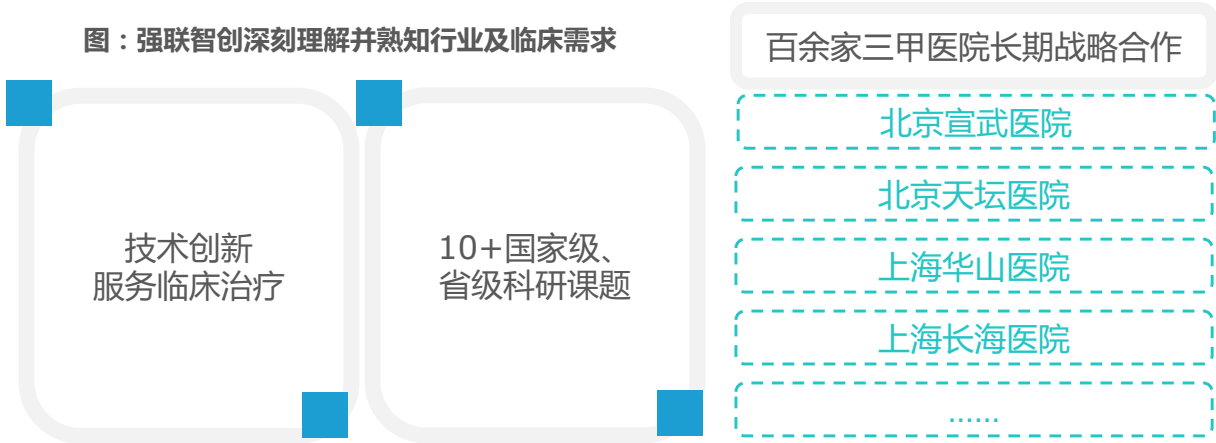 图：强联智创深刻理解并熟知行业及临床需求
技术创新
服务临床治疗
10+国家级、
省级科研课题
百余家三甲医院长期战略合作
北京宣武医院
北京天坛医院
上海华山医院
上海长海医院
……